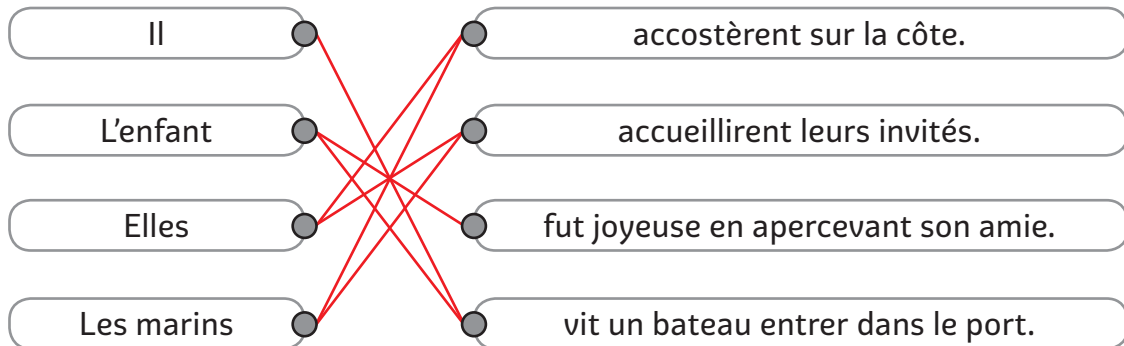 Il
accostèrent sur la côte.
L'enfant
accueillirent leurs invités.
Elles
fut joyeuse en apercevant son amie.
Les marins
vit un bateau entrer dans le port.